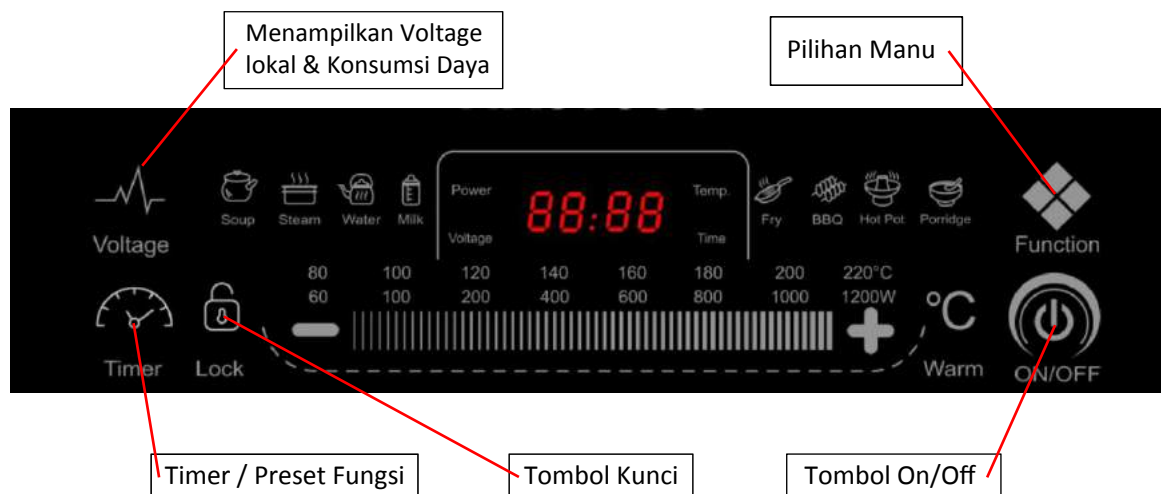 Menampilkan Voltage
lokal & Konsumsi Daya
Pilihan Manu
Voltage
Soup
Steam
Water
Milk
Power
Voltage
88:88
Temp.
Time
Fry
BBQ
Hot Pot
Porridge
Function
80 100 120 140 160 180 200 220°C
60 100 200 400 600 800 1000 1200W
°C
Timer
Lock
Warm
ON/OFF
Timer / Preset Fungsi
Tombol Kunci
Tombol On/Off